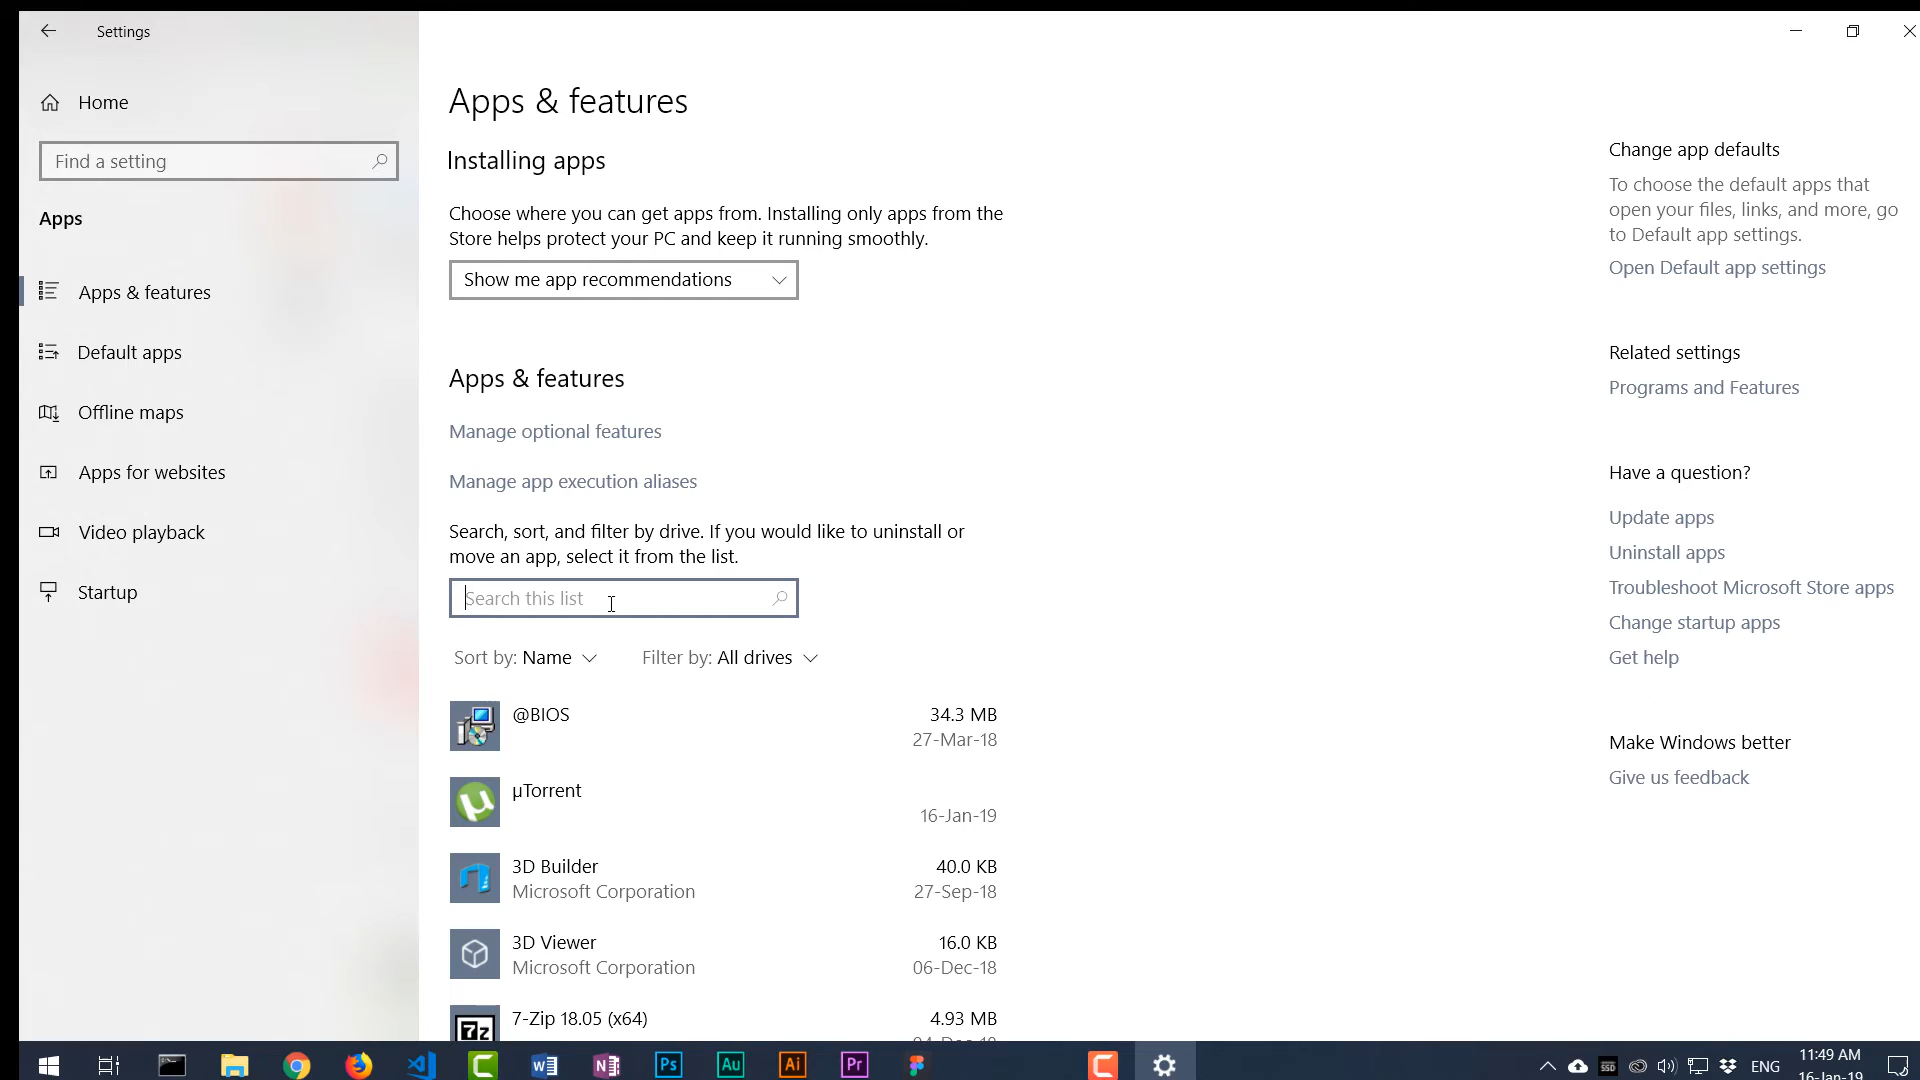 Settings
Home
Find a setting
Apps
Apps & features
Default apps
Offline maps
Apps for websites
Video playback
Startup
Apps & features
Installing apps
Choose where you can get apps from. Installing only apps from the
Store helps protect your PC and keep it running smoothly.
Show me app recommendations
Apps & features
Manage optional features
Manage app execution aliases
Search, sort, and filter by drive. If you would like to uninstall or
move an app, select it from the list.
Search this list
Sort by: Name
Filter by: All drives
@BIOS
34.3 MB
27-Mar-18
µTorrent
16-Jan-19
3D Builder
40.0 KB
Microsoft Corporation
27-Sep-18
3D Viewer
16.0 KB
Microsoft Corporation
06-Dec-18
7z
7-Zip 18.05 (x64)
4.93 MB
Change app defaults
To choose the default apps that
open your files, links, and more, go
to Default app settings.
Open Default app settings
Related settings
Programs and Features
Have a question?
Update apps
Uninstall apps
Troubleshoot Microsoft Store apps
Change startup apps
Get help
Make Windows better
Give us feedback
Ps
Au
Ai
Pr
SSD
ENG
11:49 AM
16-Jan-19